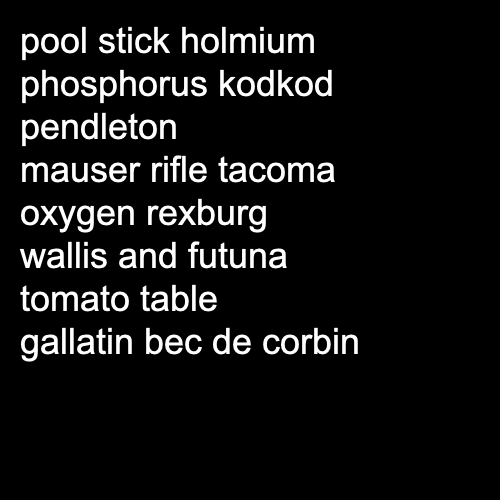 pool stick holmium
phosphorus kodkod
pendleton
mauser rifle tacoma
oxygen rexburg
wallis and futuna
tomato table
gallatin bec de corbin